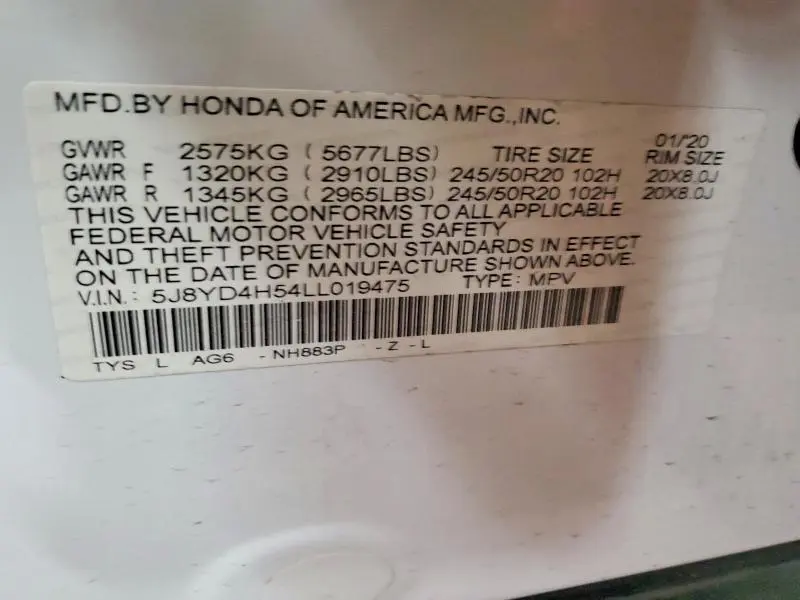 MFD.BY HONDA OF AMERICA MFG.,INC.
01/'20
GVWR 2575KG ( 5677LBS) TIRE SIZE RIM SIZE
GAWR F 1320KG ( 2910LBS) 245/50R20 102H 20X8.0J
GAWR R 1345KG ( 2965LBS) 245/50R20 102H 20X8.0J
THIS VEHICLE CONFORMS TO ALL APPLICABLE
FEDERAL MOTOR VEHICLE SAFETY
AND THEFT PREVENTION STANDARDS IN EFFECT
ON THE DATE OF MANUFACTURE SHOWN ABOVE.
V.I.N.: 5J8YD4H54LL019475 TYPE: MPV
TYS L AG6 -NH883P -Z-L